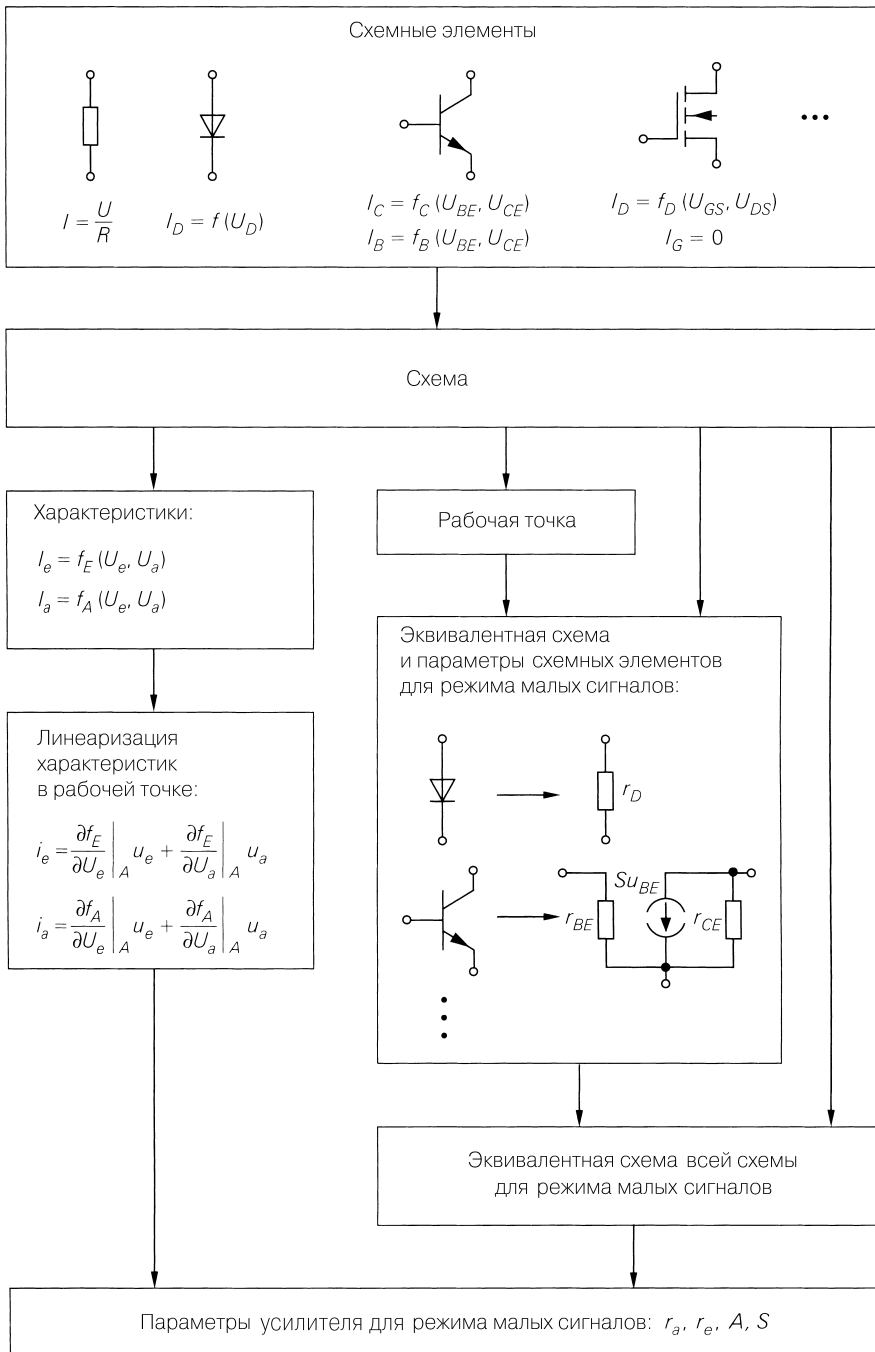 Схемные элементы
I = U/R
I_D = f (U_D)
I_C = f_C (U_BE, U_CE)
I_B = f_B (U_BE, U_CE)
I_D = f_D (U_GS, U_DS)
I_G = 0
Схема
Характеристики:
I_e = f_E (U_e, U_a)
I_a = f_A (U_e, U_a)
Линеаризация
характеристик
в рабочей точке:
i_e = ∂f_E/∂U_e |_A u_e + ∂f_E/∂U_a |_A u_a
i_a = ∂f_A/∂U_e |_A u_e + ∂f_A/∂U_a |_A u_a
Рабочая точка
Эквивалентная схема
и параметры схемных элементов
для режима малых сигналов:
r_D
Su_BE
r_BE
r_CE
Эквивалентная схема всей схемы
для режима малых сигналов
Параметры усилителя для режима малых сигналов: r_a, r_e, A, S